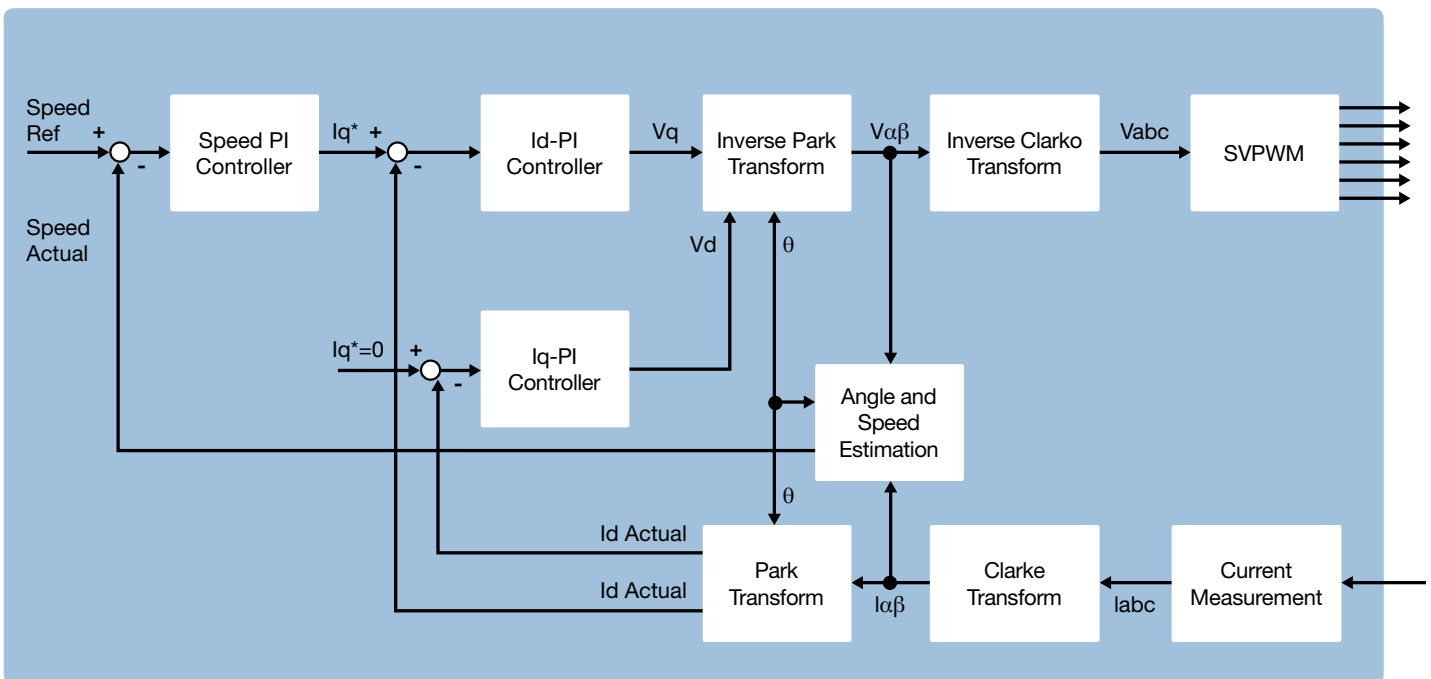 Speed
Ref
+
-
Speed PI
Controller
Iq*
+
-
Id-PI
Controller
Vq
Inverse Park
Transform
Vαβ
Inverse Clarko
Transform
Vabc
SVPWM
Speed
Actual
Vd
θ
Iq*=0
+
-
Iq-PI
Controller
Angle and
Speed
Estimation
θ
Id Actual
Id Actual
Park
Transform
Iαβ
Clarke
Transform
Iabc
Current
Measurement